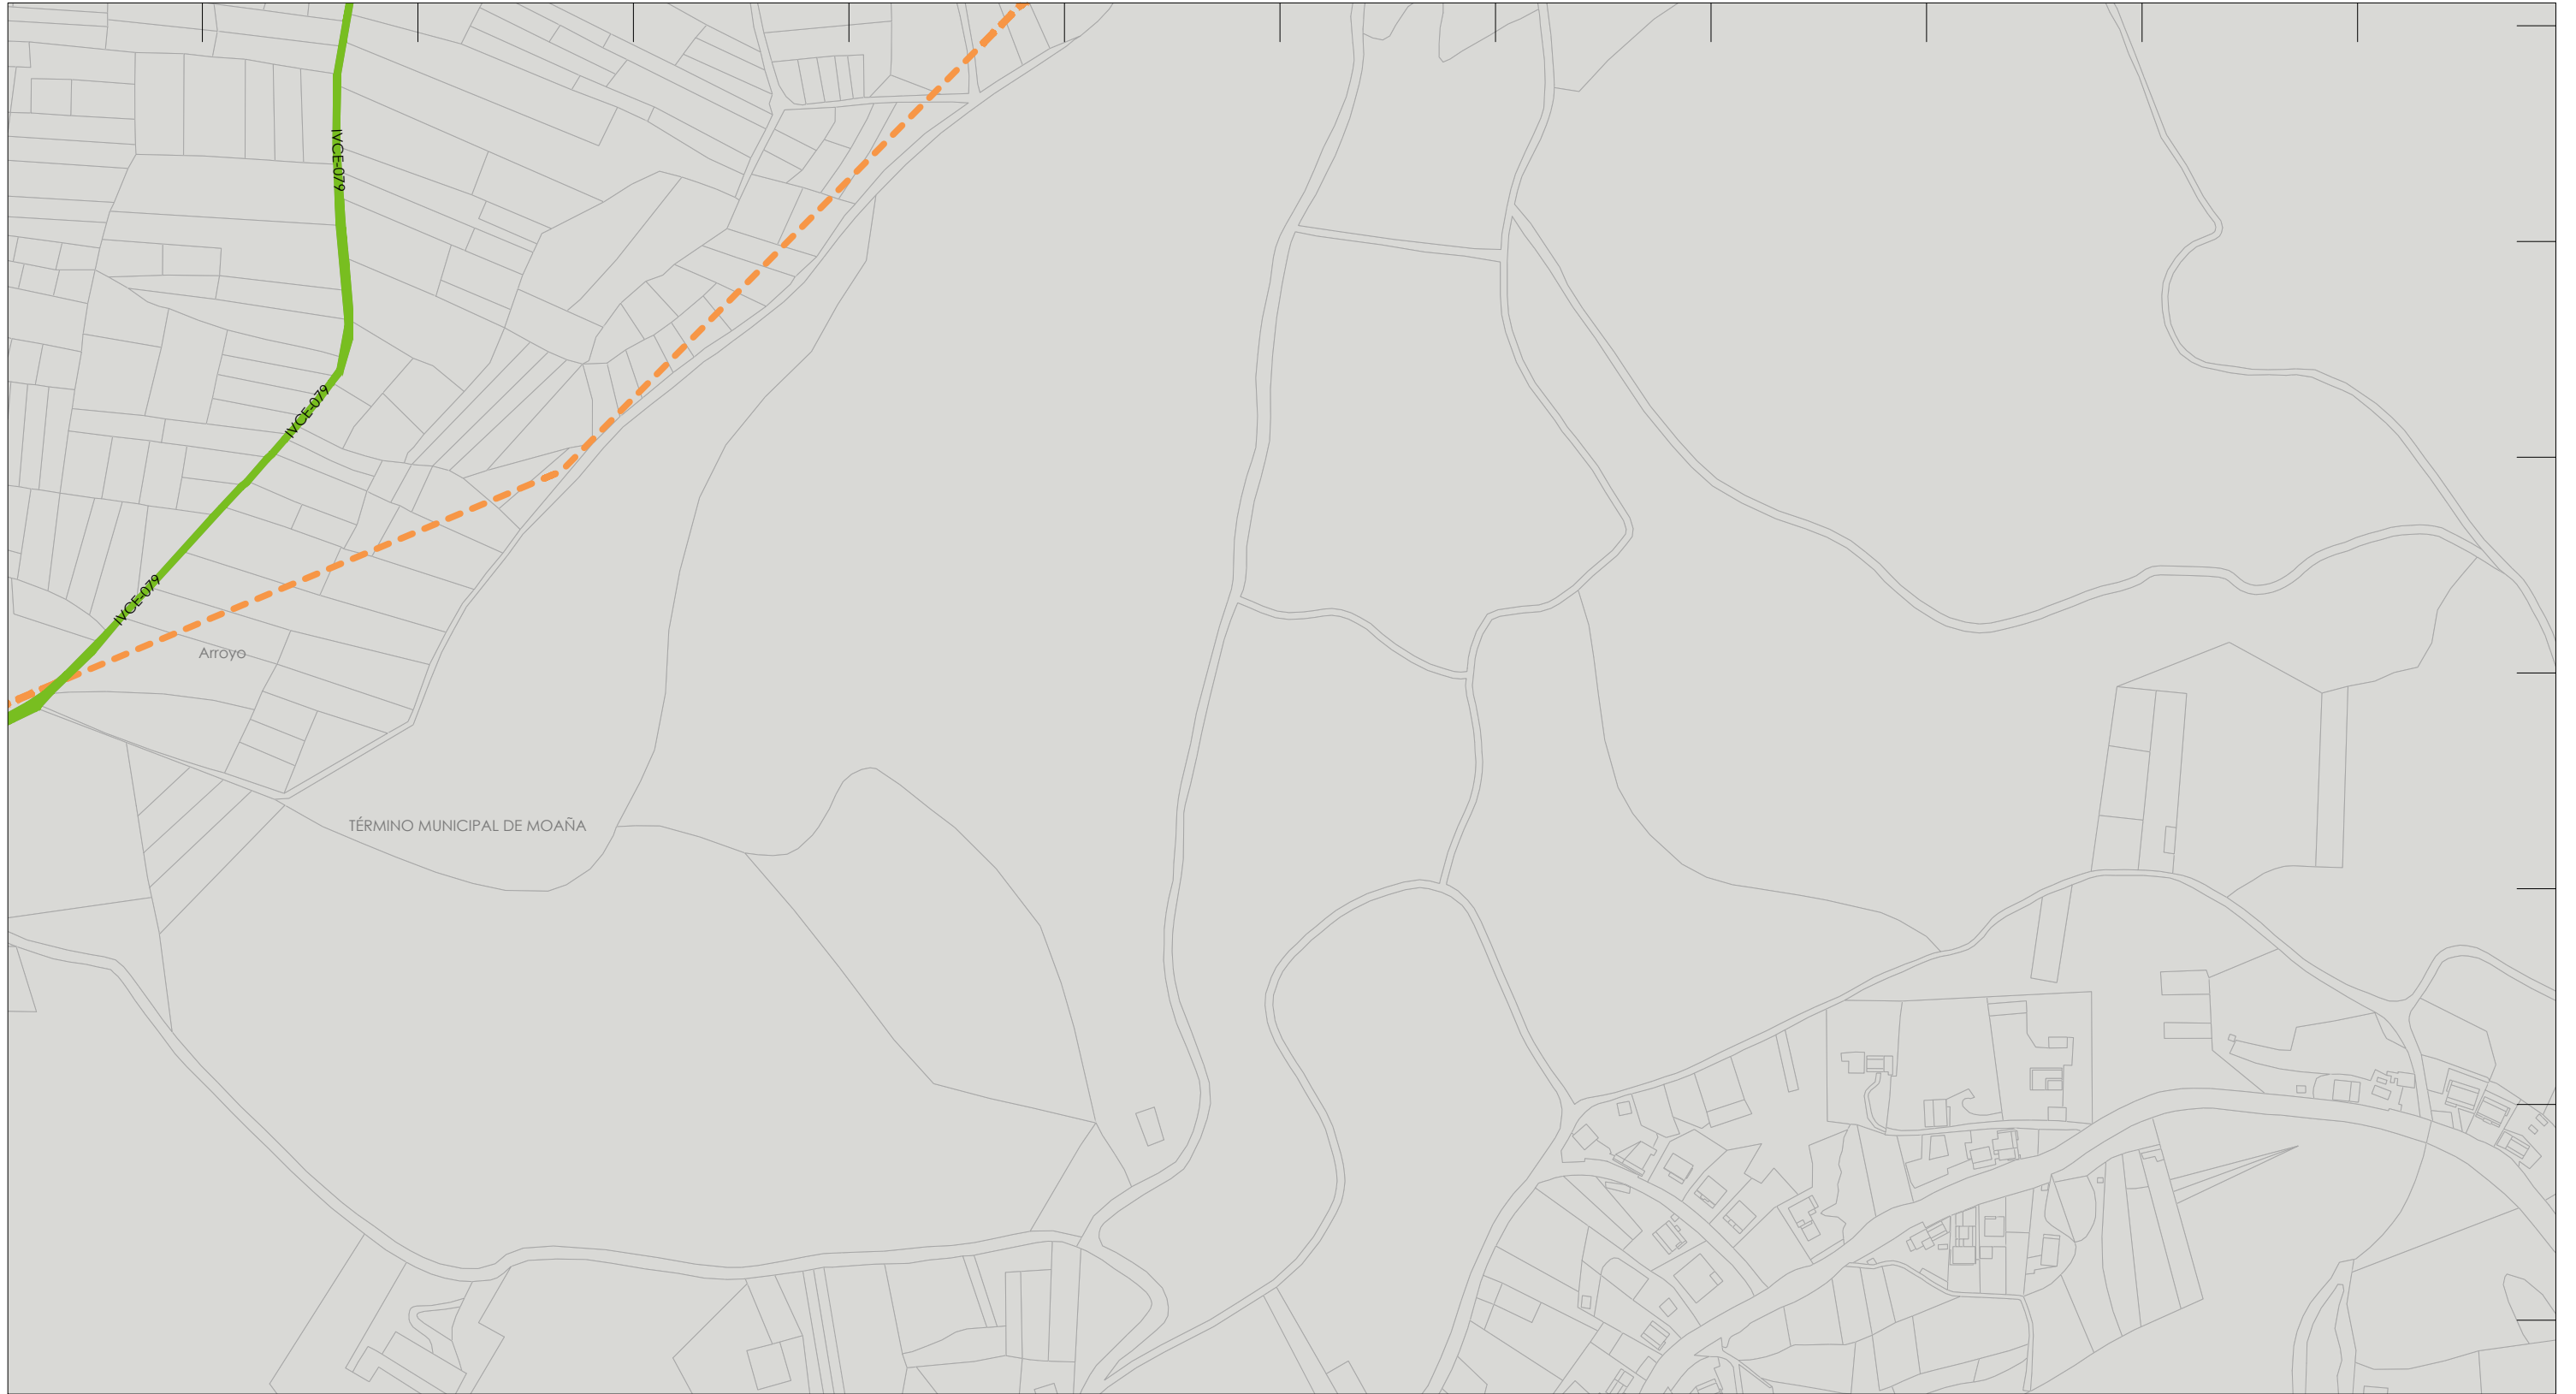 IVCE-079
IVCE-079
IVCE-079
Arroyo
TÉRMINO MUNICIPAL DE MOAÑA